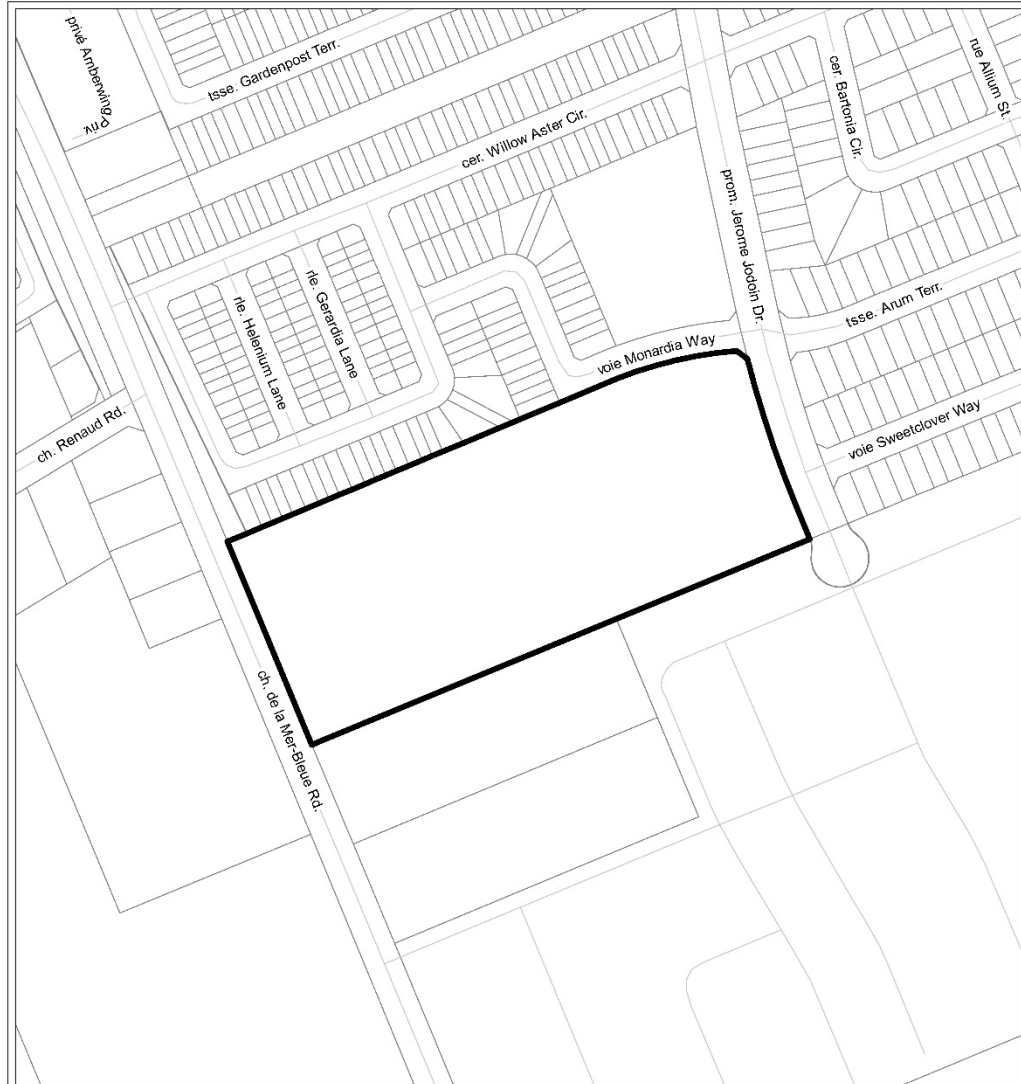 privé Amberwing Prv.
tsse. Gardenpost Terr.
cer. Willow Aster Cir.
cer. Bartonia Cir.
rue Allium St.
prom. Jerome Jodoin Dr.
rle. Helenium Lane
rle. Gerardia Lane
tsse. Arum Terr.
voie Monardia Way
ch. Renaud Rd.
voie Sweetclover Way
ch. de la Mer-Bleue Rd.